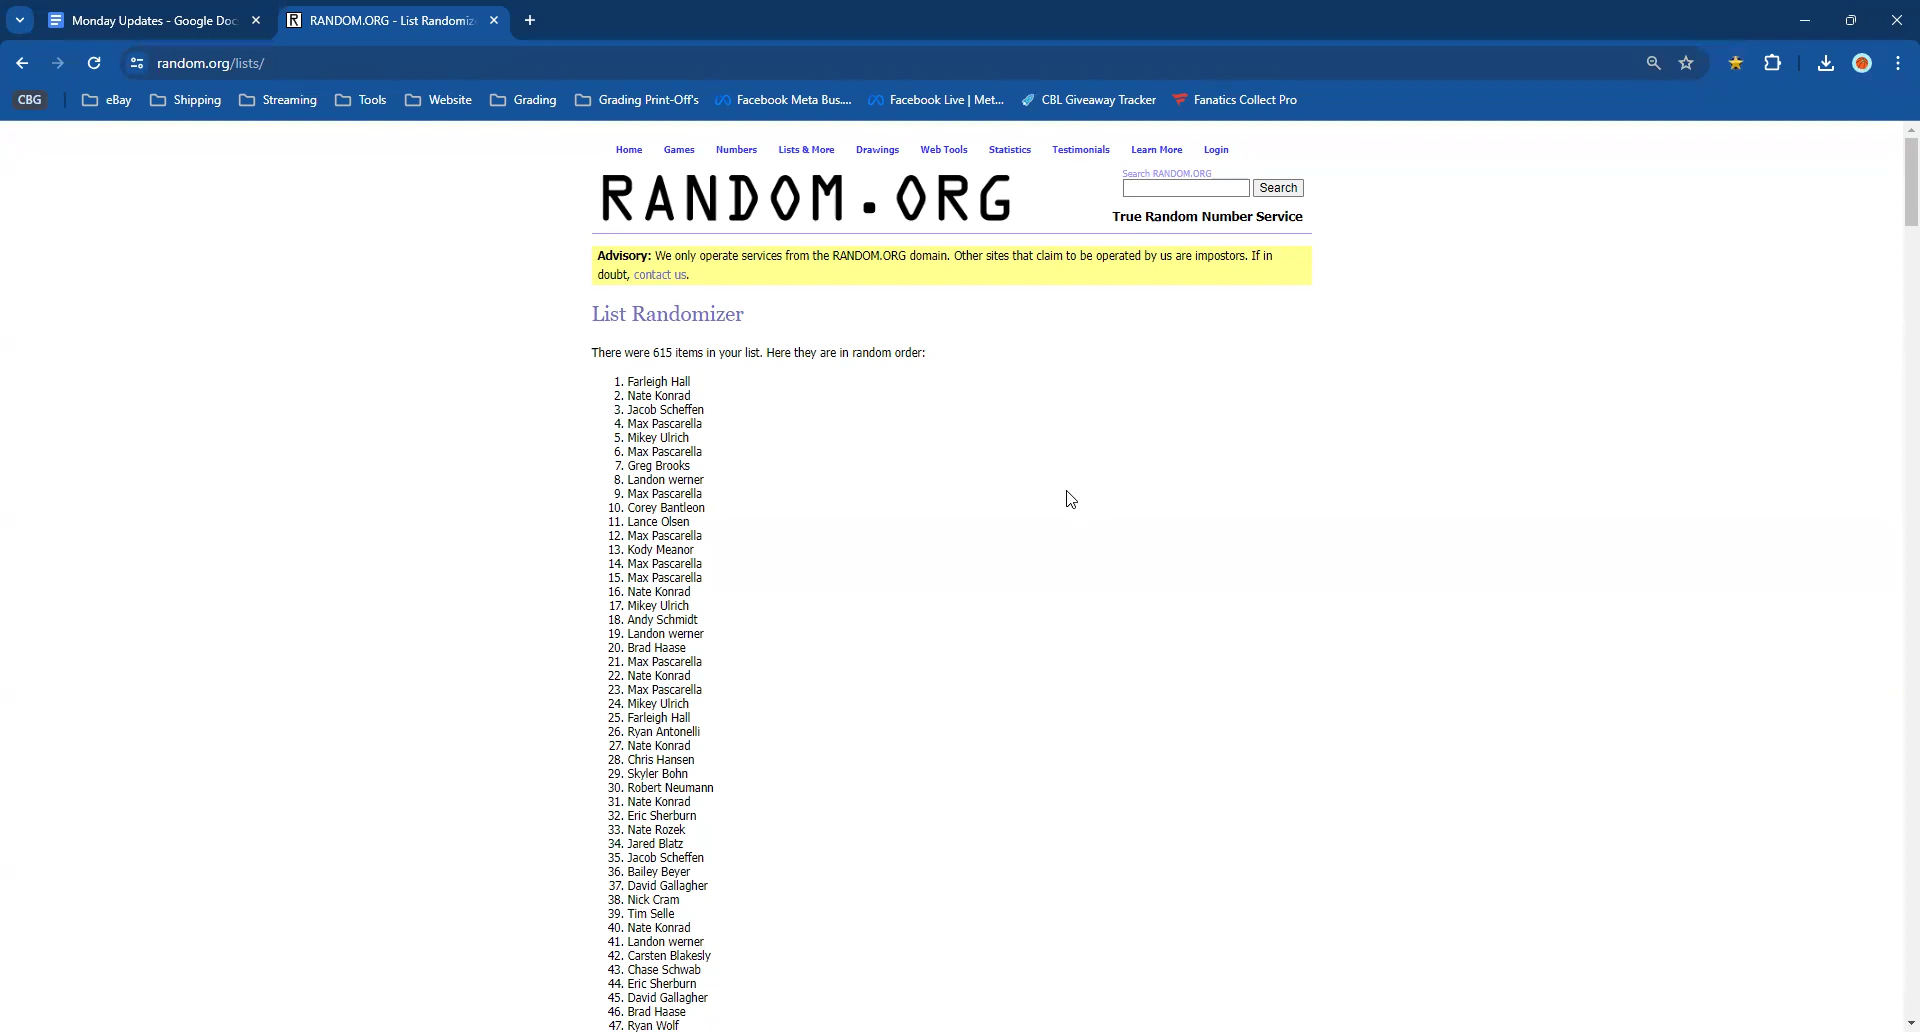 Monday Updates - Google Doc
RANDOM.ORG - List Randomiz
random.org/lists/
CBG
eBay
Shipping
Streaming
Tools
Website
Grading
Grading Print-Off's
Facebook Meta Bus....
Facebook Live | Met...
CBL Giveaway Tracker
Fanatics Collect Pro
Home Games Numbers Lists & More Drawings Web Tools Statistics Testimonials Learn More Login
RANDOM.ORG
Search RANDOM.ORG
Search
True Random Number Service
Advisory: We only operate services from the RANDOM.ORG domain. Other sites that claim to be operated by us are impostors. If in
doubt, contact us.
List Randomizer
There were 615 items in your list. Here they are in random order:
1. Farleigh Hall
2. Nate Konrad
3. Jacob Scheffen
4. Max Pascarella
5. Mikey Ulrich
6. Max Pascarella
7. Greg Brooks
8. Landon werner
9. Max Pascarella
10. Corey Bantleon
11. Lance Olsen
12. Max Pascarella
13. Kody Meanor
14. Max Pascarella
15. Max Pascarella
16. Nate Konrad
17. Mikey Ulrich
18. Andy Schmidt
19. Landon werner
20. Brad Haase
21. Max Pascarella
22. Nate Konrad
23. Max Pascarella
24. Mikey Ulrich
25. Farleigh Hall
26. Ryan Antonelli
27. Nate Konrad
28. Chris Hansen
29. Skyler Bohn
30. Robert Neumann
31. Nate Konrad
32. Eric Sherburn
33. Nate Rozek
34. Jared Blatz
35. Jacob Scheffen
36. Bailey Beyer
37. David Gallagher
38. Nick Cram
39. Tim Selle
40. Nate Konrad
41. Landon werner
42. Carsten Blakesly
43. Chase Schwab
44. Eric Sherburn
45. David Gallagher
46. Brad Haase
47. Ryan Wolf